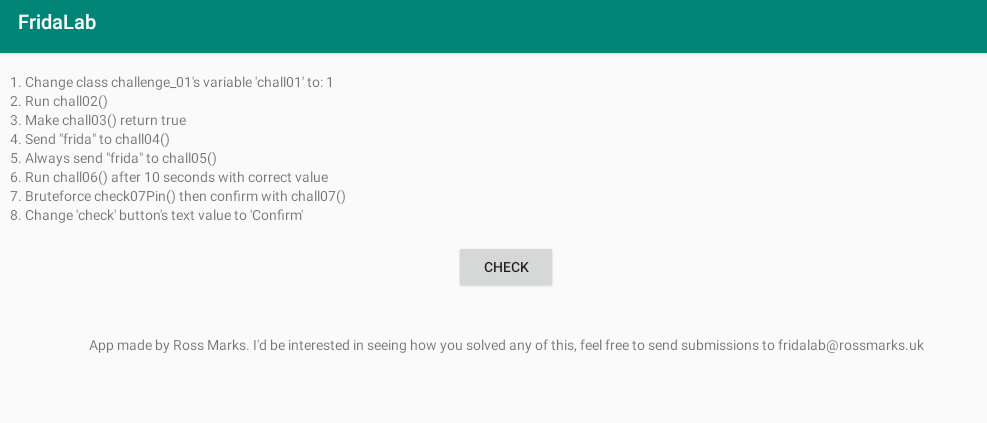 FridaLab
1. Change class challenge_01's variable 'chall01' to: 1
2. Run chall02()
3. Make chall03() return true
4. Send "frida" to chall04()
5. Always send "frida" to chall05()
6. Run chall06() after 10 seconds with correct value
7. Bruteforce check07Pin() then confirm with chall07()
8. Change 'check' button's text value to 'Confirm'
CHECK
App made by Ross Marks. I'd be interested in seeing how you solved any of this, feel free to send submissions to fridalab@rossmarks.uk